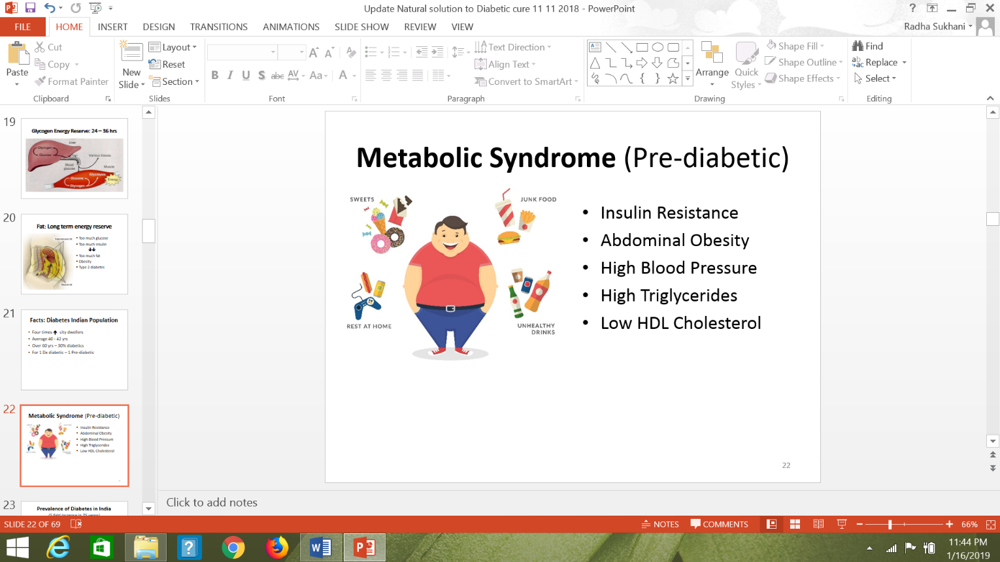 Update Natural solution to Diabetic cure 11 11 2018 - PowerPoint
FILE HOME INSERT DESIGN TRANSITIONS ANIMATIONS SLIDE SHOW REVIEW VIEW
Radha Sukhani
Paste
Cut
Copy
Format Painter
Clipboard
New
Slide
Layout
Reset
Section
Slides
B I U S abc AV Aa A
Font
Text Direction
Align Text
Convert to SmartArt
Paragraph
Arrange
Quick
Styles
Shape Fill
Shape Outline
Shape Effects
Drawing
Find
Replace
Select
Editing
19
Glycogen Energy Reserve: 24 – 36 hrs
Liver
Glycogen
Glucose
Various tissues
Blood
glucose
Muscle
Glucose
Glycolysis
Energy
Glycogen
20
Fat: Long term energy reserve
• Too much glucose
• Too much insulin
• Too much fat
• Obesity
• Type 2 diabetes
21
Facts: Diabetes Indian Population
• Four times city dwellers
• Average 40 - 42 yrs
• Over 60 yrs – 30% diabetics
• For 1 Dx diabetic – 1 Pre-diabetic
22
Metabolic Syndrome (Pre-diabetic)
• Insulin Resistance
• Abdominal Obesity
• High Blood Pressure
• High Triglycerides
• Low HDL Cholesterol
23
Prevalence of Diabetes in India
Metabolic Syndrome (Pre-diabetic)
SWEETS
JUNK FOOD
REST AT HOME
UNHEALTHY
DRINKS
• Insulin Resistance
• Abdominal Obesity
• High Blood Pressure
• High Triglycerides
• Low HDL Cholesterol
22
Click to add notes
SLIDE 22 OF 69
NOTES
COMMENTS
66%
11:44 PM
1/16/2019